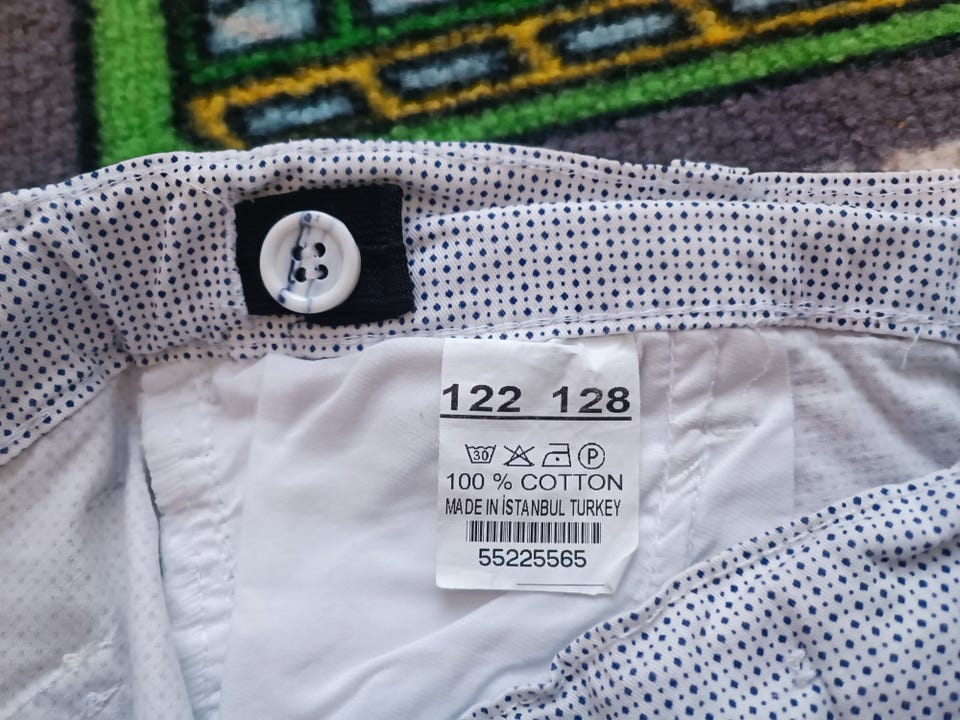 122 128
30 P
100 % COTTON
MADE IN İSTANBUL TURKEY
55225565